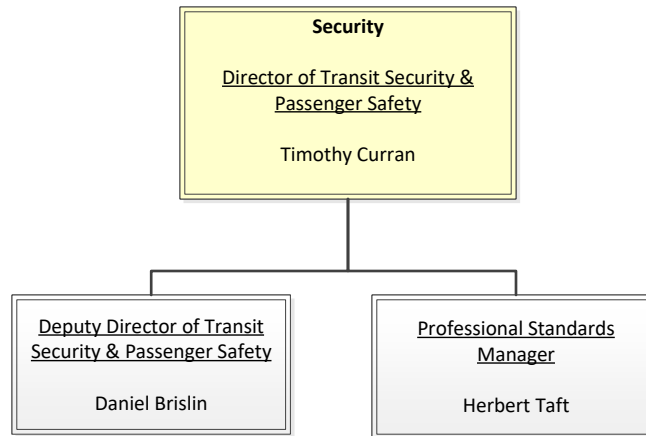 Security
Director of Transit Security &
Passenger Safety
Timothy Curran
Deputy Director of Transit
Security & Passenger Safety
Daniel Brislin
Professional Standards
Manager
Herbert Taft